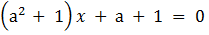 (a² + 1)x + a + 1 = 0